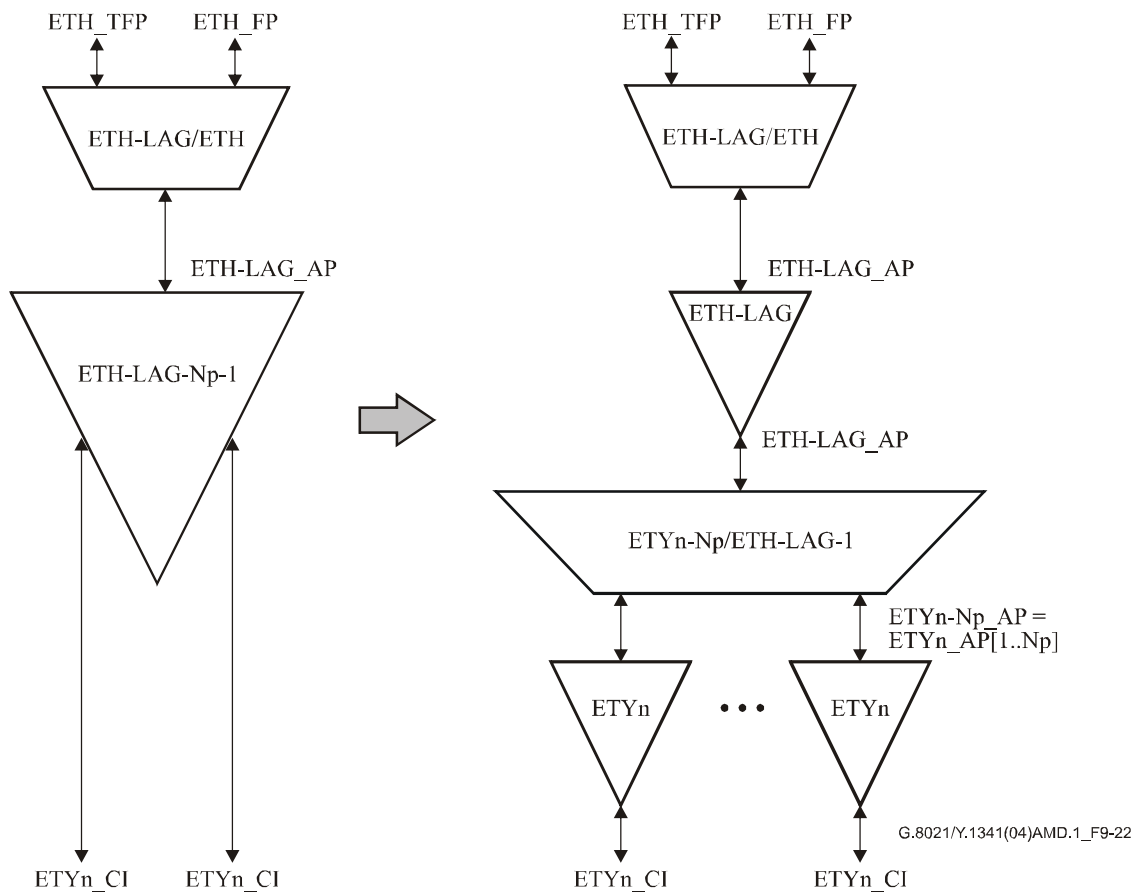 ETH_TFP
ETH_FP
ETH-LAG/ETH
ETH-LAG_AP
ETH-LAG-Np-1
ETYn_CI
ETYn_CI
ETH_TFP
ETH_FP
ETH-LAG/ETH
ETH-LAG_AP
ETH-LAG
ETH-LAG_AP
ETYn-Np/ETH-LAG-1
ETYn-Np_AP =
ETYn_AP[1..Np]
ETYn
• • •
ETYn
ETYn_CI
ETYn_CI
G.8021/Y.1341(04)AMD.1_F9-22